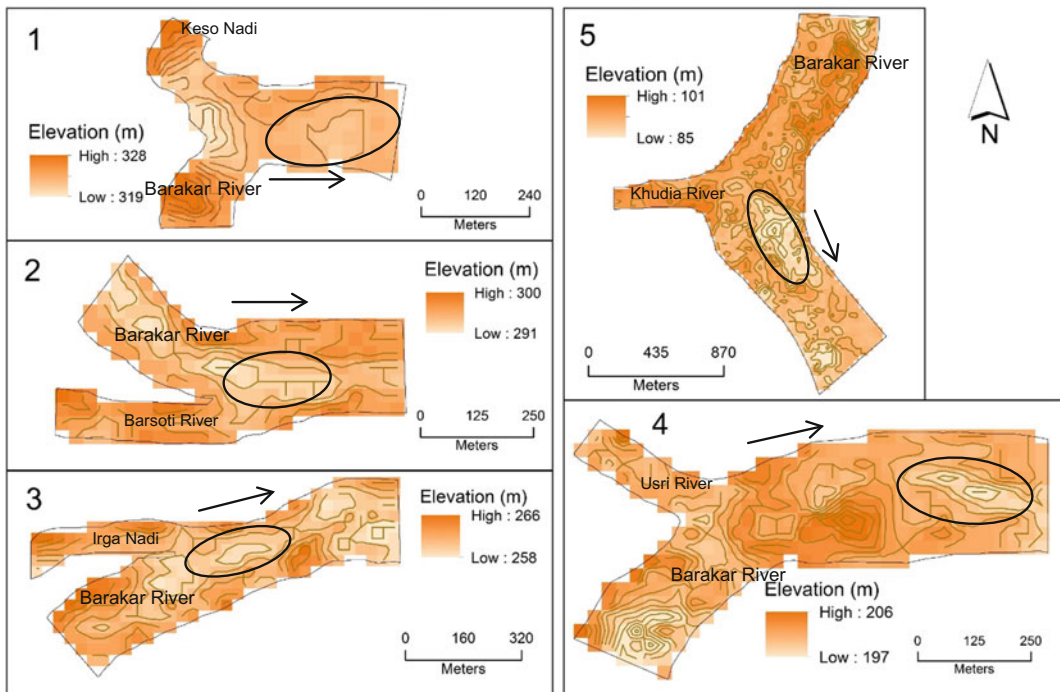 1
Keso Nadi
Elevation (m)
High : 328
Low : 319
Barakar River
0 120 240
Meters
2
Elevation (m)
High : 300
Low : 291
Barakar River
Barsoti River
0 125 250
Meters
3
Elevation (m)
High : 266
Low : 258
Irga Nadi
Barakar River
0 160 320
Meters
5
Barakar River
Elevation (m)
High : 101
Low : 85
Khudia River
0 435 870
Meters
N
4
Usri River
Barakar River
Elevation (m)
High : 206
Low : 197
0 125 250
Meters